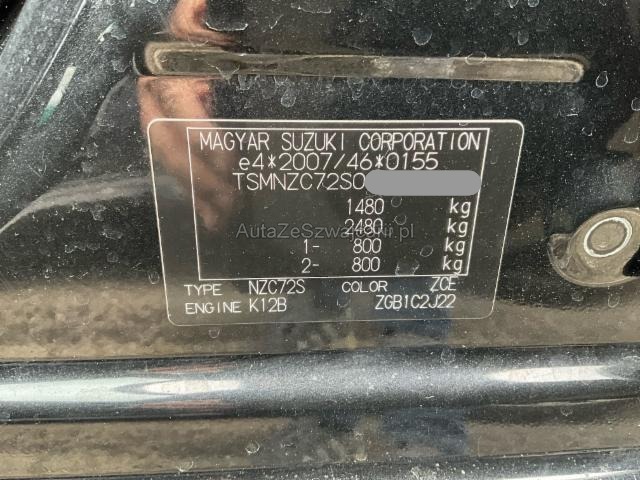 MAGYAR SUZUKI CORPORATION
e4*2007/46*0155
TSMNZC72S0
1480 kg
2480 kg
AutaZeSzwajcarii.pl
1- 800 kg
2- 800 kg
TYPE NZC72S COLOR ZCE
ENGINE K12B ZGB1C2J22